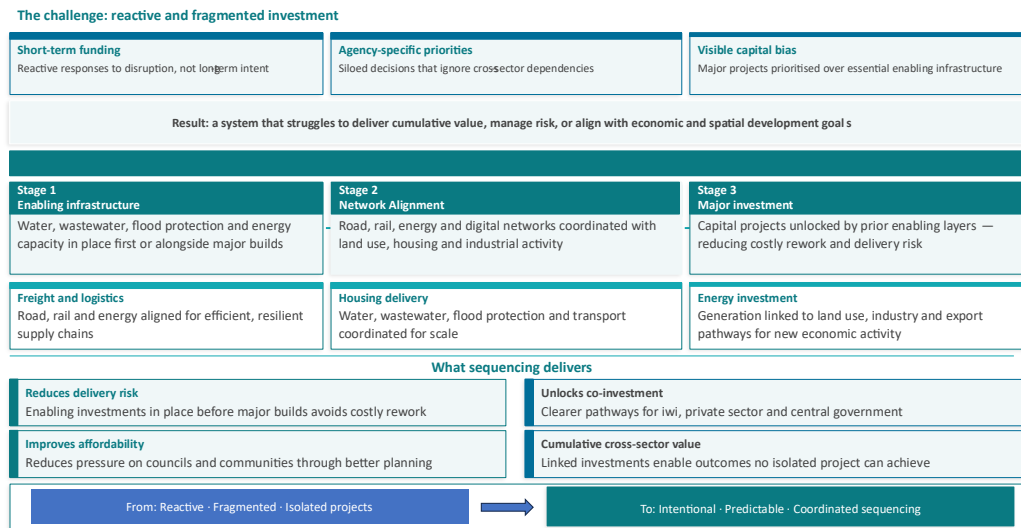 The challenge: reactive and fragmented investment
Short-term funding
Reactive responses to disruption, not long-term intent
Agency-specific priorities
Siloed decisions that ignore cross-sector dependencies
Visible capital bias
Major projects prioritised over essential enabling infrastructure
Result: a system that struggles to deliver cumulative value, manage risk, or align with economic and spatial development goals
Stage 1
Enabling infrastructure
Water, wastewater, flood protection and energy
capacity in place first or alongside major builds
Stage 2
Network Alignment
Road, rail, energy and digital networks coordinated with
land use, housing and industrial activity
Stage 3
Major investment
Capital projects unlocked by prior enabling layers —
reducing costly rework and delivery risk
Freight and logistics
Road, rail and energy aligned for efficient, resilient
supply chains
Housing delivery
Water, wastewater, flood protection and transport
coordinated for scale
Energy investment
Generation linked to land use, industry and export
pathways for new economic activity
What sequencing delivers
Reduces delivery risk
Enabling investments in place before major builds avoids costly rework
Unlocks co-investment
Clearer pathways for iwi, private sector and central government
Improves affordability
Reduces pressure on councils and communities through better planning
Cumulative cross-sector value
Linked investments enable outcomes no isolated project can achieve
From: Reactive · Fragmented · Isolated projects
To: Intentional · Predictable · Coordinated sequencing